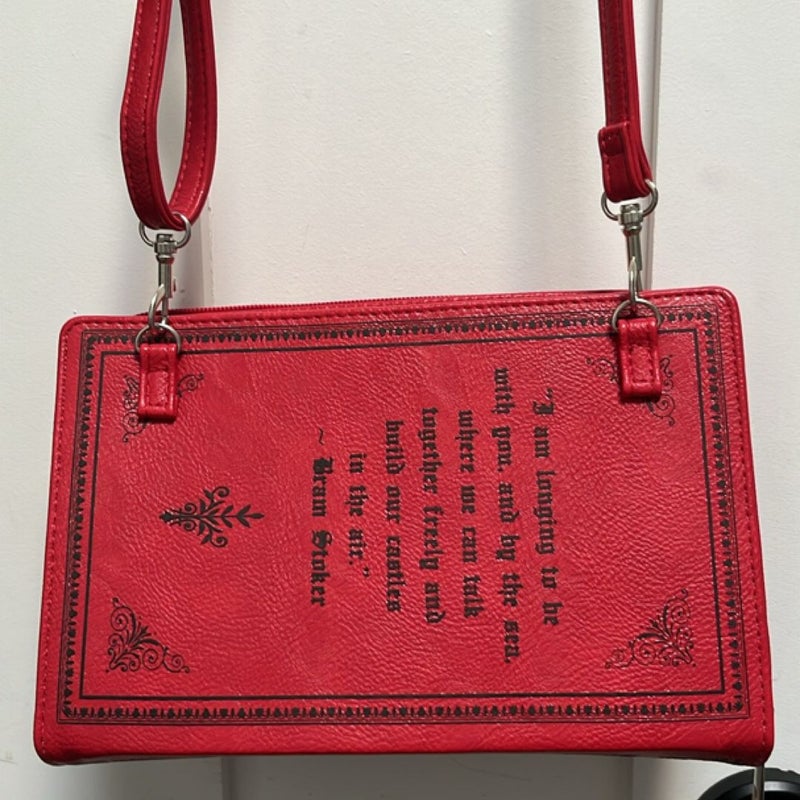 "I am longing to be
with you, and by the sea,
where we can talk
together freely and
build our castles
in the air."
~ Bram Stoker